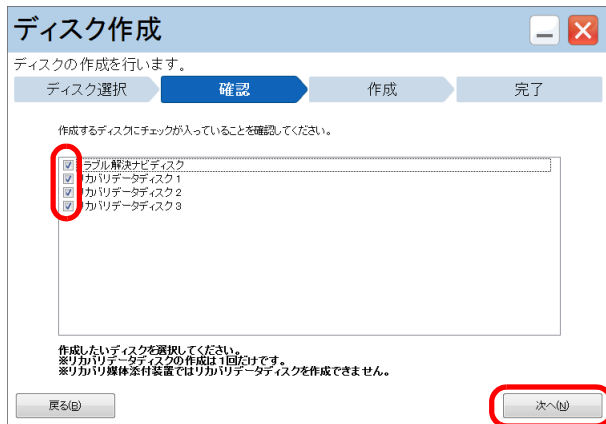 ディスク作成
ディスクの作成を行います。
ディスク選択 確認 作成 完了
作成するディスクにチェックが入っていることを確認してください。
ラブル解決ナビディスク
リカバリデータディスク1
リカバリデータディスク2
リカバリデータディスク3
作成したいディスクを選択してください。
※リカバリデータディスクの作成は1回だけです。
※リカバリ媒体添付装置ではリカバリデータディスクを作成できません。
戻る(B) 次へ(N)